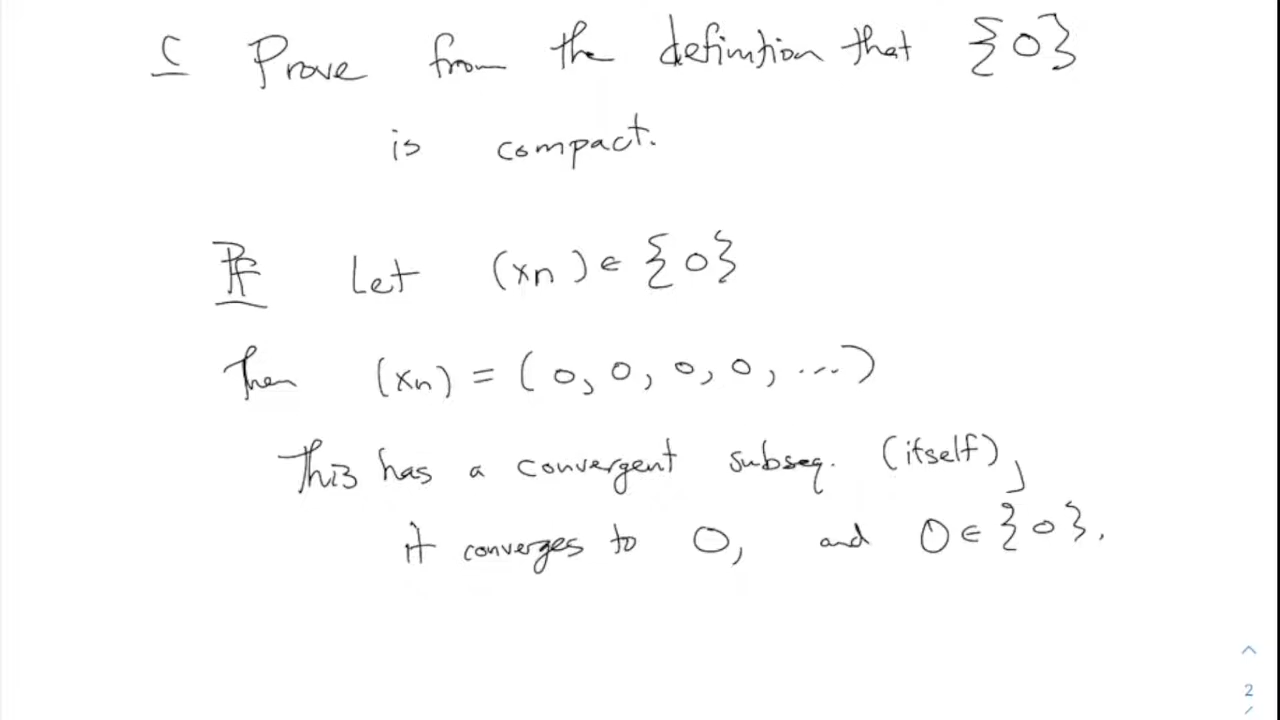 C Prove from the definition that {0}
is compact.
Pf Let (xn) ∈ {0}
Then (xn) = (0, 0, 0, 0, ...)
This has a convergent subseq. (itself),
it converges to 0, and 0 ∈ {0}.
2